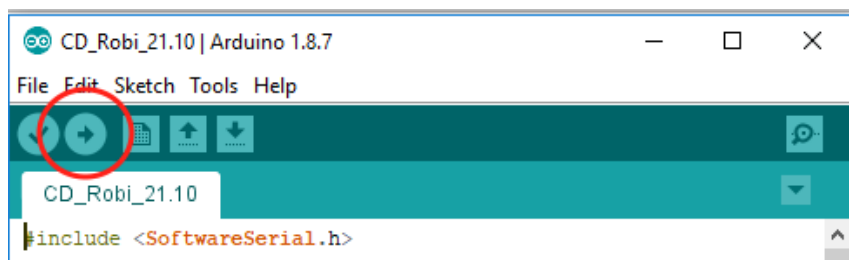 CD_Robi_21.10 | Arduino 1.8.7
File Edit Sketch Tools Help
CD_Robi_21.10
#include <SoftwareSerial.h>